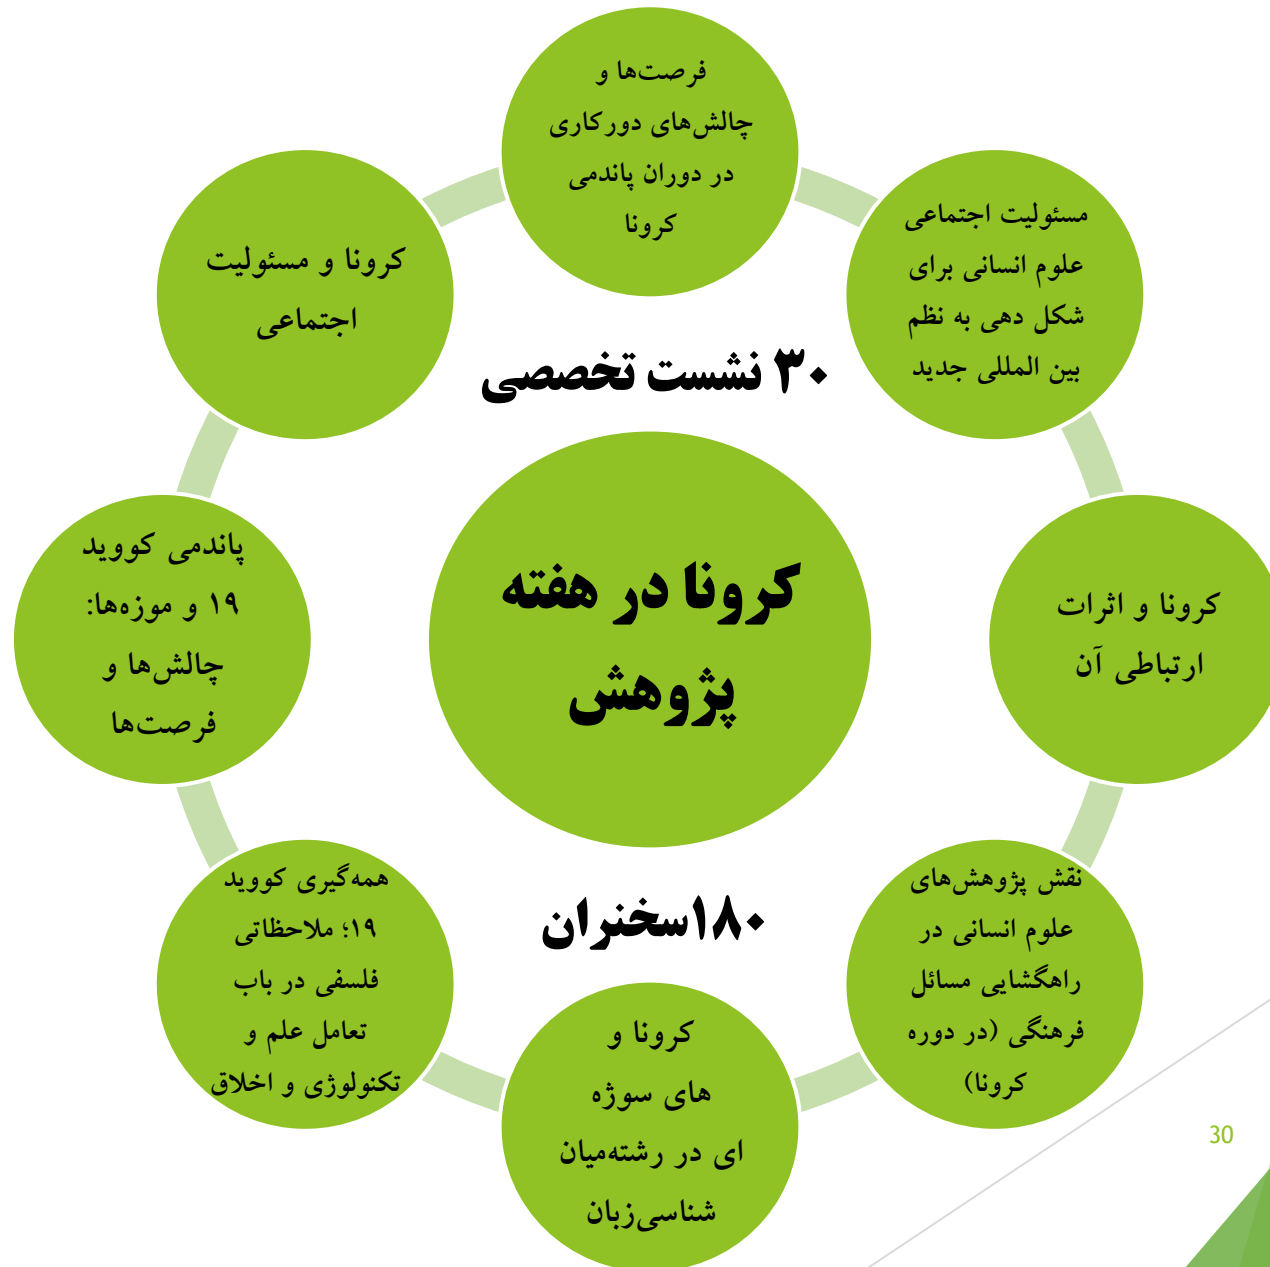 فرصت‌ها و
چالش‌های دورکاری
در دوران پاندمی
کرونا
مسئولیت اجتماعی
علوم انسانی برای
شکل دهی به نظم
بین المللی جدید
کرونا و اثرات
ارتباطی آن
نقش پژوهش‌های
علوم انسانی در
راهگشایی مسائل
فرهنگی (در دوره
کرونا)
کرونا و
های سوژه
ای در رشته‌میان
شناسی‌زبان
همه‌گیری کووید
۱۹؛ ملاحظاتی
فلسفی در باب
تعامل علم و
تکنولوژی و اخلاق
پاندمی کووید
۱۹ و موزه‌ها:
چالش‌ها و
فرصت‌ها
کرونا و مسئولیت
اجتماعی
۳۰ نشست تخصصی
کرونا در هفته
پژوهش
۱۸۰سخنران
30